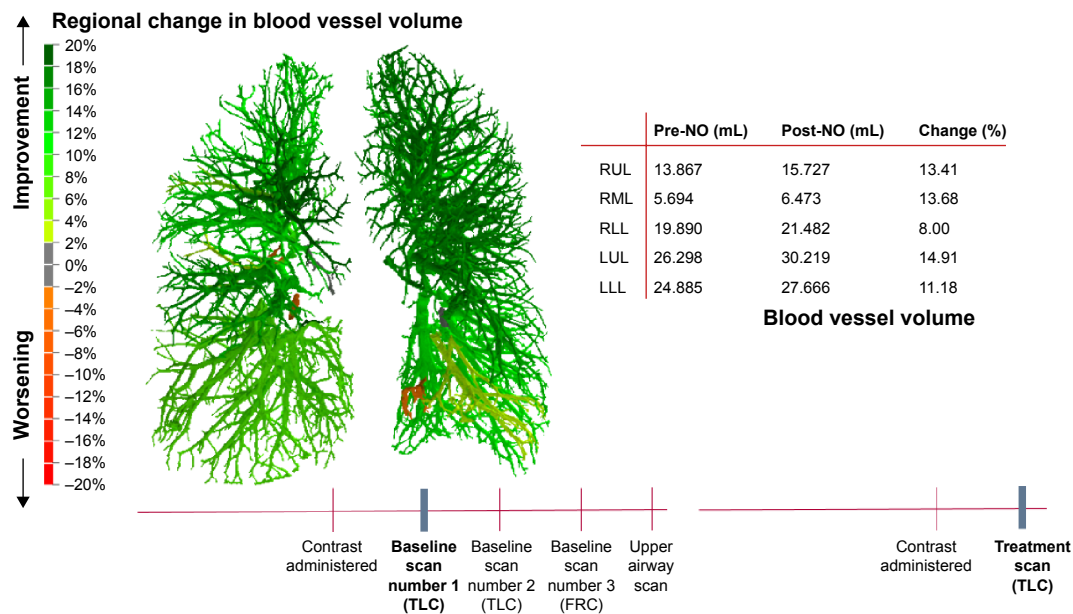 Regional change in blood vessel volume
Improvement
Worsening
20%
18%
16%
14%
12%
10%
8%
6%
4%
2%
0%
–2%
–4%
–6%
–8%
–10%
–12%
–14%
–16%
–18%
–20%
Pre-NO (mL) Post-NO (mL) Change (%)
RUL 13.867 15.727 13.41
RML 5.694 6.473 13.68
RLL 19.890 21.482 8.00
LUL 26.298 30.219 14.91
LLL 24.885 27.666 11.18
Blood vessel volume
Contrast
administered
Baseline
scan
number 1
(TLC)
Baseline
scan
number 2
(TLC)
Baseline
scan
number 3
(FRC)
Upper
airway
scan
Contrast
administered
Treatment
scan
(TLC)